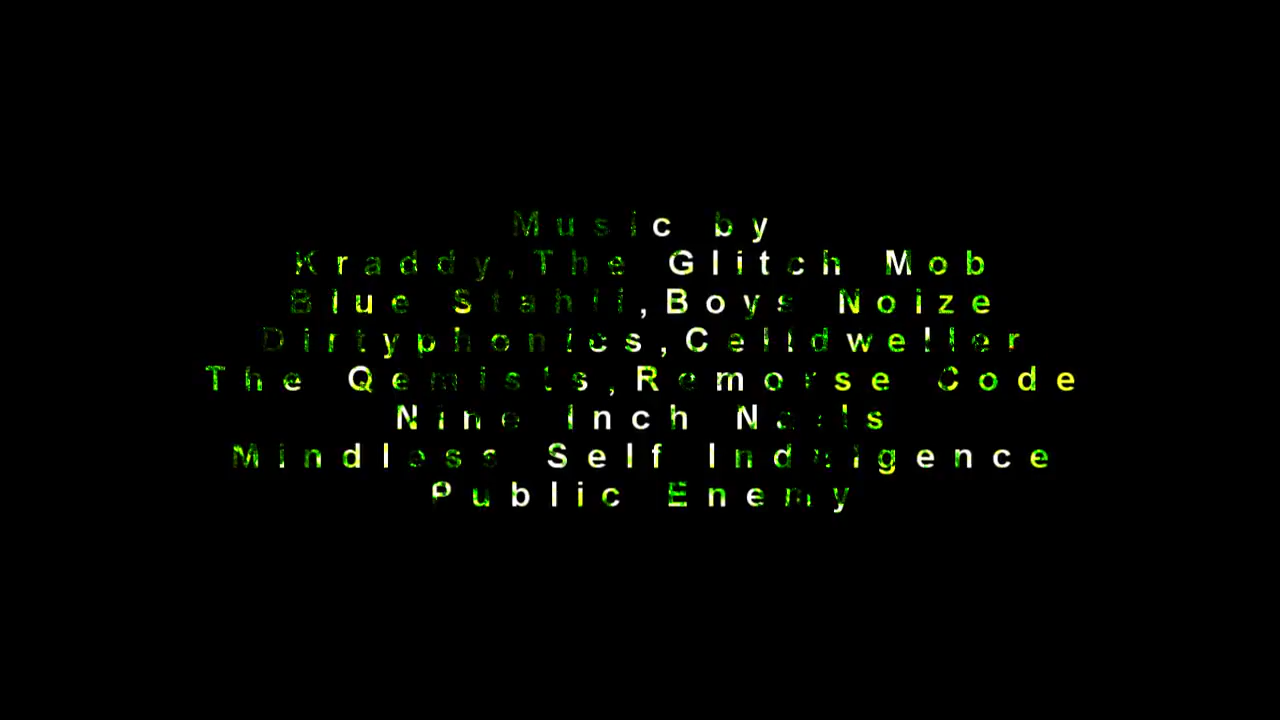 Music by
Kraddy,The Glitch Mob
Blue Stahli,Boys Noize
Dirtyphonics,Celldweller
The Qemists,Remorse Code
Nine Inch Nails
Mindless Self Indulgence
Public Enemy